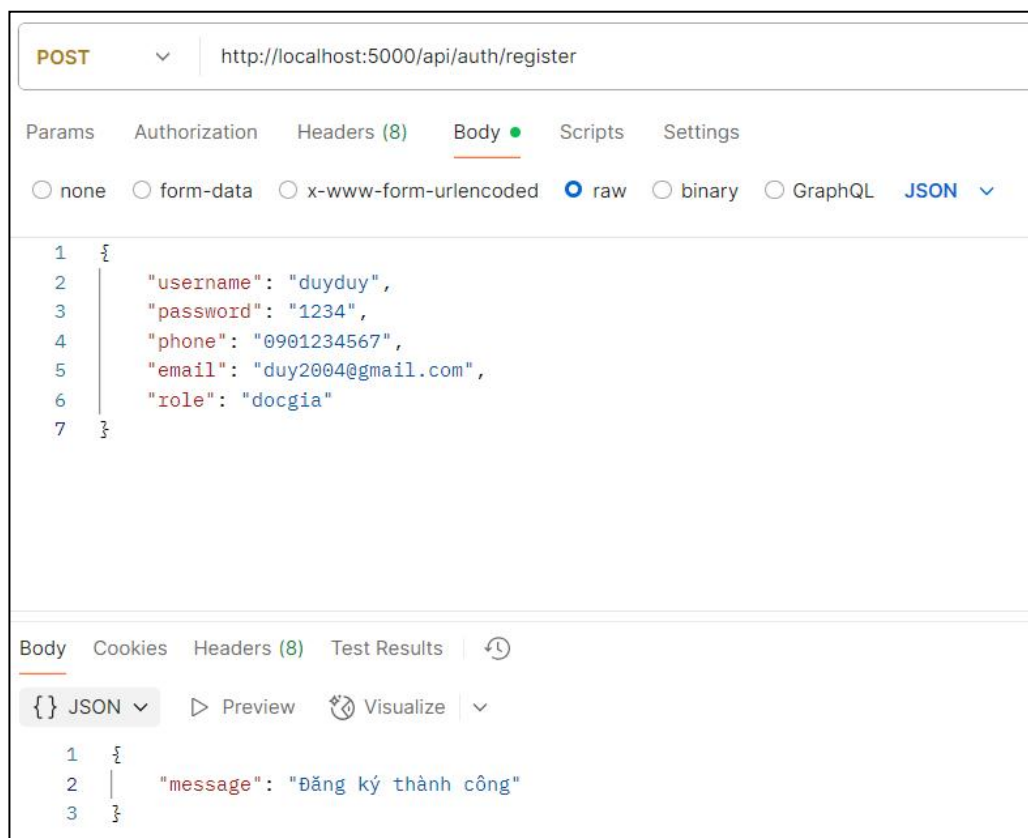 POST http://localhost:5000/api/auth/register
Params Authorization Headers (8) Body Scripts Settings
none form-data x-www-form-urlencoded raw binary GraphQL JSON
1 {
2 "username": "duyduy",
3 "password": "1234",
4 "phone": "0901234567",
5 "email": "duy2004@gmail.com",
6 "role": "docgia"
7 }
Body Cookies Headers (8) Test Results
{} JSON Preview Visualize
1 {
2 "message": "Đăng ký thành công"
3 }